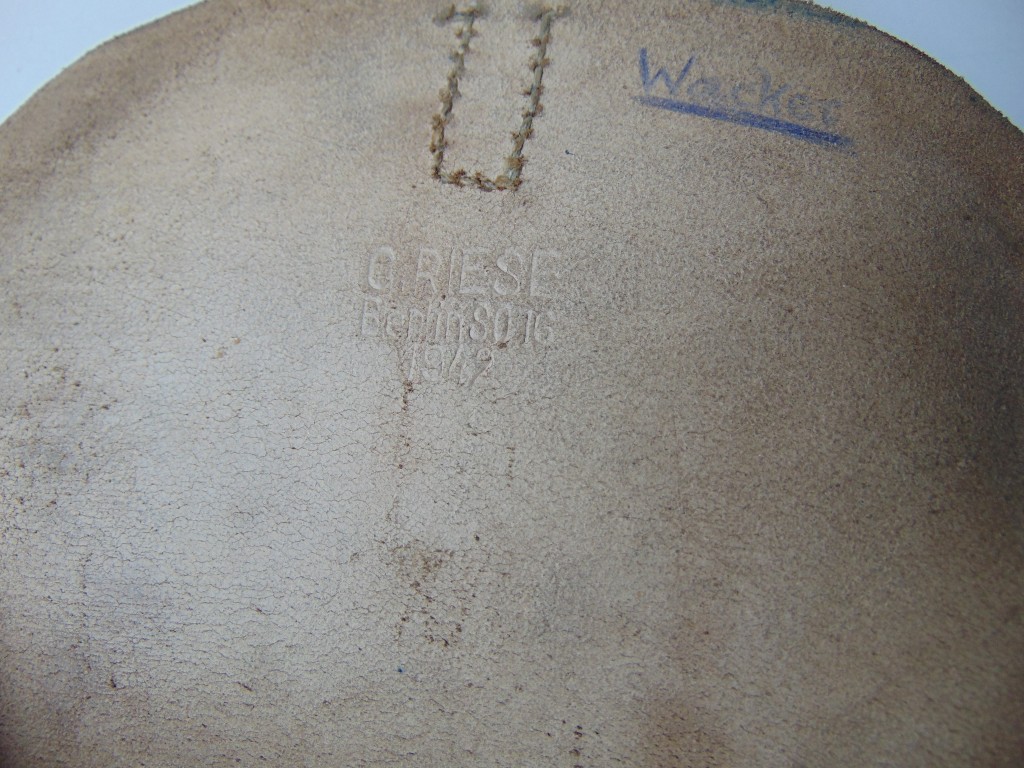 Wacker
O. RIESE
Berlin SO 16
1942